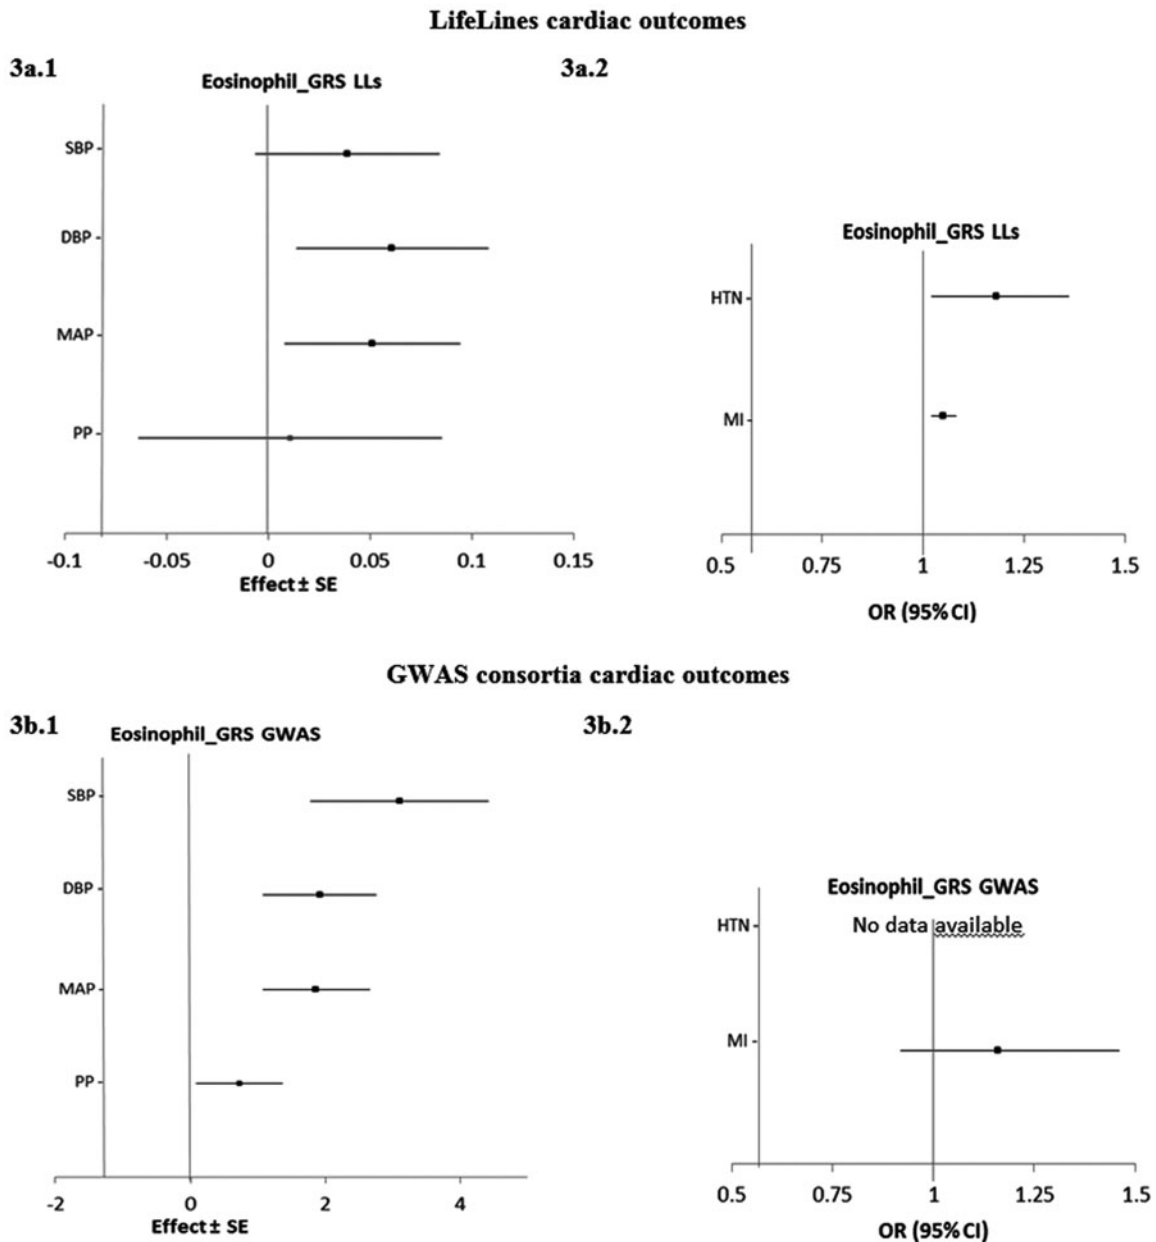 LifeLines cardiac outcomes
3a.1
Eosinophil_GRS LLs
SBP
DBP
MAP
PP
-0.1 -0.05 0 0.05 0.1 0.15
Effect ± SE
3a.2
Eosinophil_GRS LLs
HTN
MI
0.5 0.75 1 1.25 1.5
OR (95% CI)
GWAS consortia cardiac outcomes
3b.1
Eosinophil_GRS GWAS
SBP
DBP
MAP
PP
-2 0 2 4
Effect ± SE
3b.2
Eosinophil_GRS GWAS
HTN
No data available
MI
0.5 0.75 1 1.25 1.5
OR (95% CI)